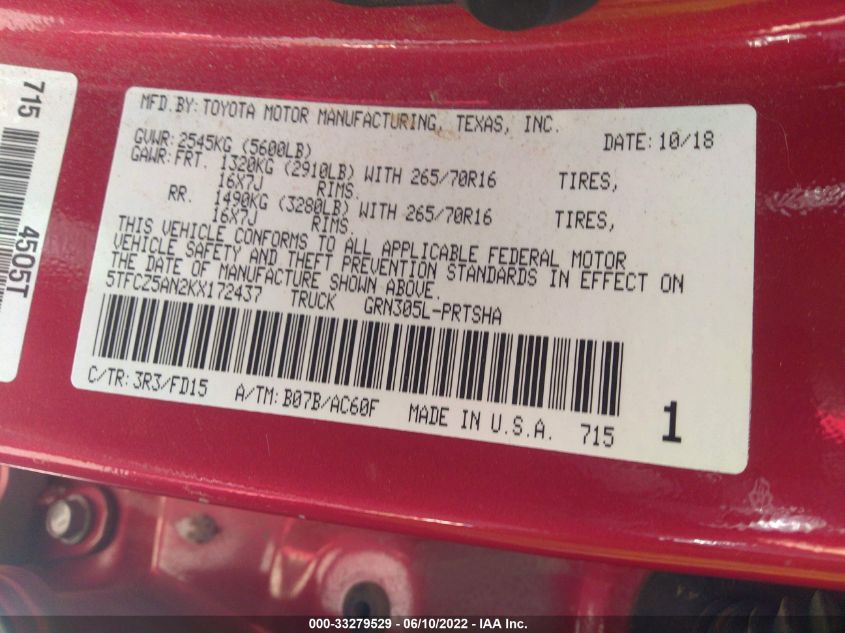 715 4505T
MFD.BY:TOYOTA MOTOR MANUFACTURING, TEXAS, INC.
DATE:10/18
GVWR:2545KG (5600LB)
GAWR:FRT. 1320KG (2910LB) WITH 265/70R16 TIRES,
16X7J RIMS.
RR. 1490KG (3280LB) WITH 265/70R16 TIRES,
16X7J RIMS.
THIS VEHICLE CONFORMS TO ALL APPLICABLE FEDERAL MOTOR
VEHICLE SAFETY AND THEFT PREVENTION STANDARDS IN EFFECT ON
THE DATE OF MANUFACTURE SHOWN ABOVE.
5TFCZ5AN2KX172437 TRUCK GRN305L-PRTSHA
C/TR:3R3/FD15 A/TM:B07B/AC60F MADE IN U.S.A. 715 1
000-33279529 - 06/10/2022 - IAA Inc.